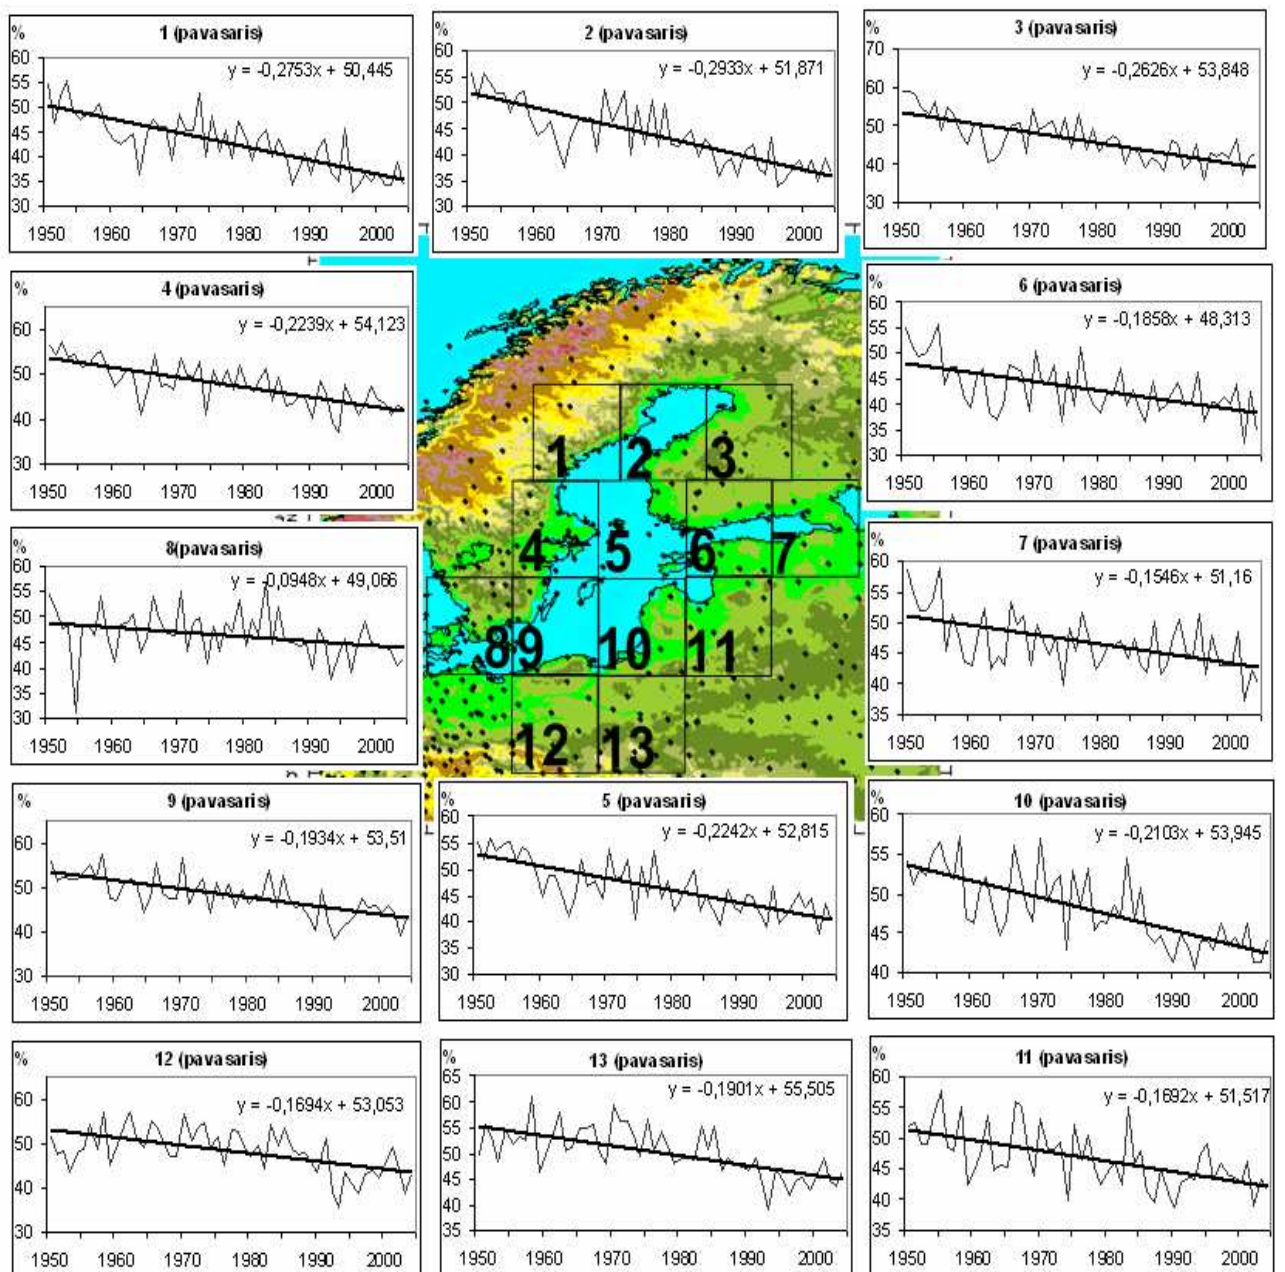 1 (pavasaris)
%
y = -0,2753x + 50,445
60
55
50
45
40
35
30
1950 1960 1970 1980 1990 2000
2 (pavasaris)
%
y = -0,2933x + 51,871
60
55
50
45
40
35
30
1950 1960 1970 1980 1990 2000
3 (pavasaris)
%
y = -0,2626x + 53,848
70
60
50
40
30
1950 1960 1970 1980 1990 2000
4 (pavasaris)
%
y = -0,2239x + 54,123
60
50
40
30
1950 1960 1970 1980 1990 2000
6 (pavasaris)
%
y = -0,1858x + 48,313
60
55
50
45
40
35
30
1950 1960 1970 1980 1990 2000
1 2 3
4 5 6 7
8 9 10 11
12 13
8(pavasaris)
%
y = -0,0948x + 49,066
60
55
50
45
40
35
30
1950 1960 1970 1980 1990 2000
7 (pavasaris)
%
y = -0,1546x + 51,16
60
55
50
45
40
35
1950 1960 1970 1980 1990 2000
9 (pavasaris)
%
y = -0,1934x + 53,51
60
50
40
30
1950 1960 1970 1980 1990 2000
5 (pavasaris)
%
y = -0,2242x + 52,815
60
55
50
45
40
35
30
1950 1960 1970 1980 1990 2000
10 (pavasaris)
%
y = -0,2103x + 53,945
60
55
50
45
40
1950 1960 1970 1980 1990 2000
12 (pavasaris)
%
y = -0,1694x + 53,053
60
50
40
30
1950 1960 1970 1980 1990 2000
13 (pavasaris)
%
y = -0,1901x + 55,505
65
60
55
50
45
40
35
1950 1960 1970 1980 1990 2000
11 (pavasaris)
%
y = -0,1692x + 51,517
60
55
50
45
40
35
1950 1960 1970 1980 1990 2000